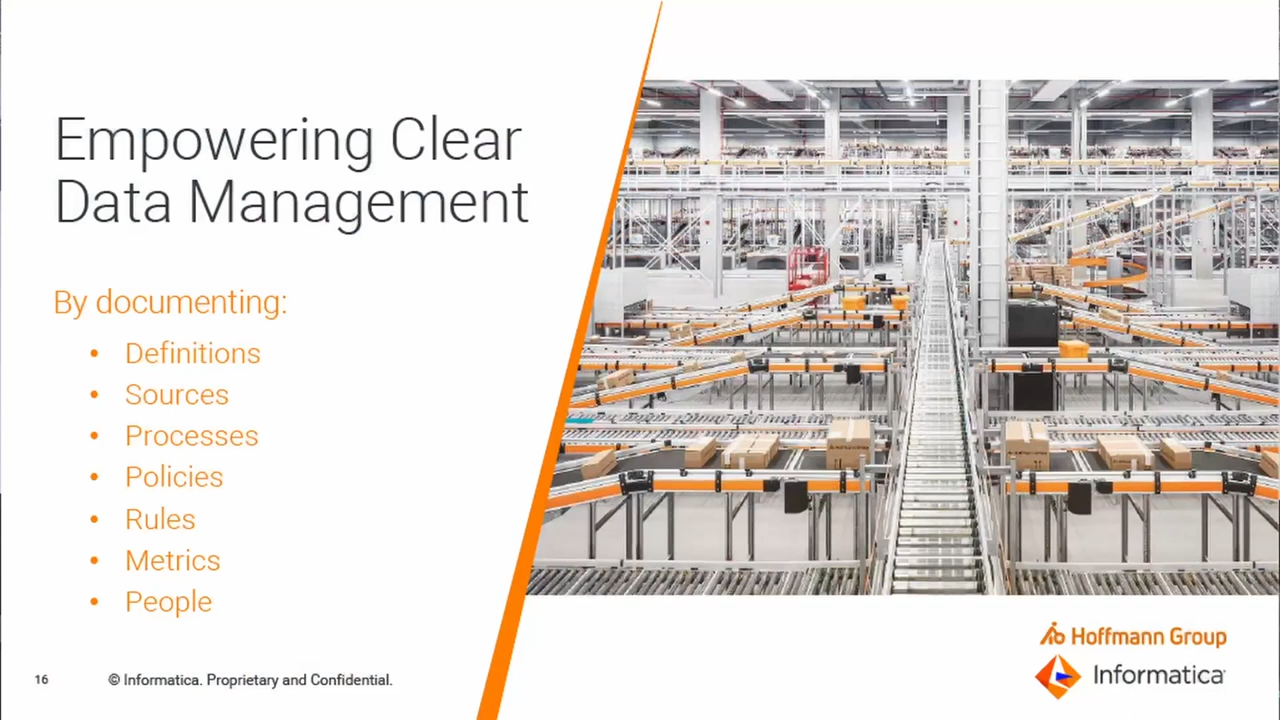 Empowering Clear
Data Management
By documenting:
• Definitions
• Sources
• Processes
• Policies
• Rules
• Metrics
• People
16
© Informatica. Proprietary and Confidential.
Hoffmann Group
Informatica